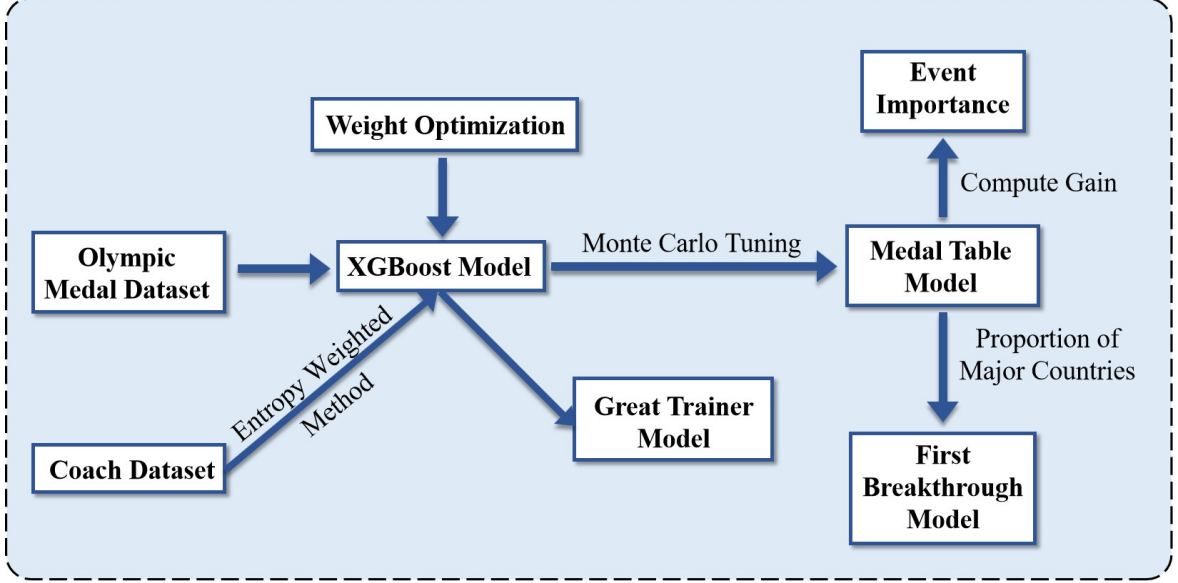 Event
Importance
Weight Optimization
Compute Gain
Olympic
Medal Dataset
XGBoost Model
Monte Carlo Tuning
Medal Table
Model
Entropy Weighted
Method
Proportion of
Major Countries
Great Trainer
Model
Coach Dataset
First
Breakthrough
Model